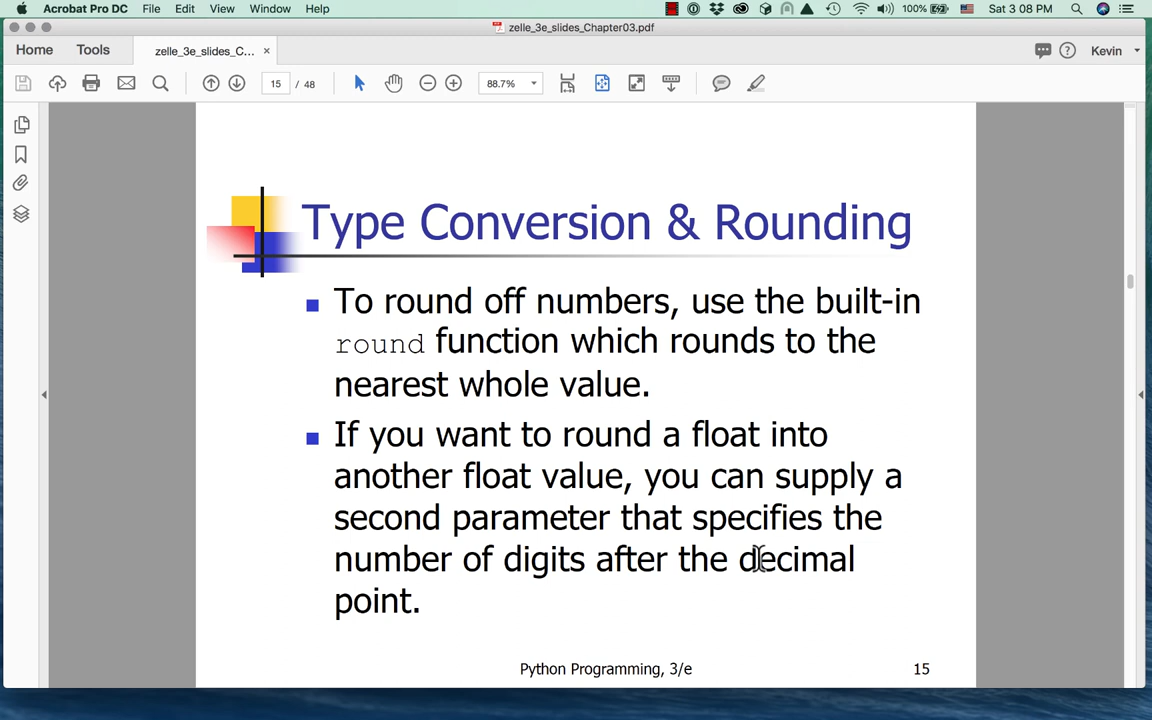 Acrobat Pro DC File Edit View Window Help 100% Sat 3 08 PM
zelle_3e_slides_Chapter03.pdf
Home Tools zelle_3e_slides_C... × Kevin
15 / 48 88.7%
Type Conversion & Rounding
To round off numbers, use the built-in
round function which rounds to the
nearest whole value.
If you want to round a float into
another float value, you can supply a
second parameter that specifies the
number of digits after the decimal
point.
Python Programming, 3/e 15